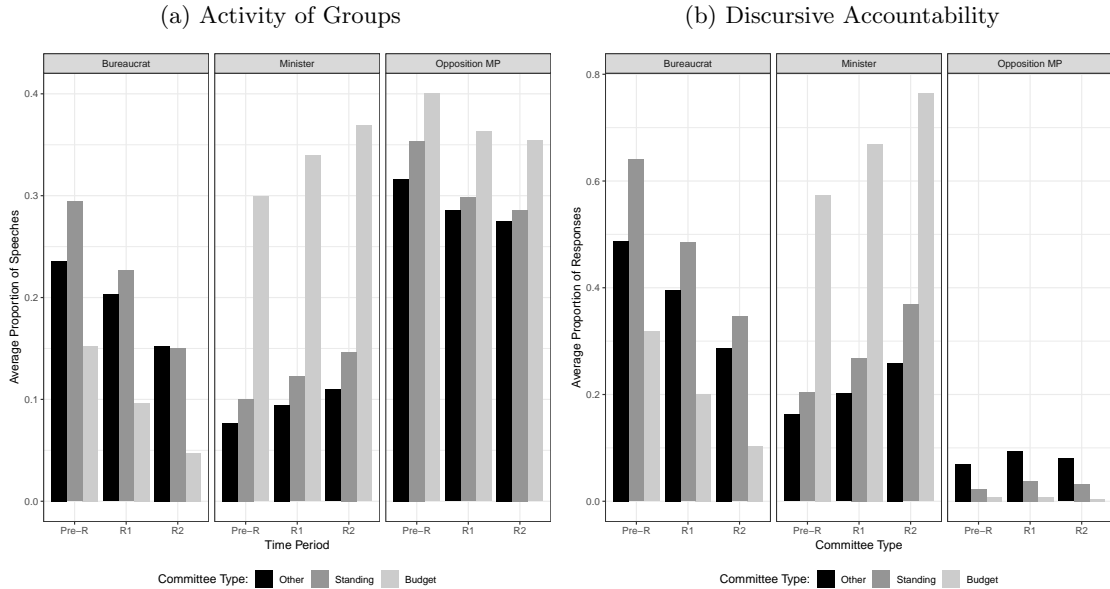 (a) Activity of Groups
Bureaucrat
Minister
Opposition MP
0.4
0.3
0.2
0.1
0.0
Average Proportion of Speeches
Pre−R
R1
R2
Pre−R
R1
R2
Pre−R
R1
R2
Time Period
Committee Type: Other Standing Budget
(b) Discursive Accountability
Bureaucrat
Minister
Opposition MP
0.8
0.6
0.4
0.2
0.0
Average Proportion of Responses
Pre−R
R1
R2
Pre−R
R1
R2
Pre−R
R1
R2
Committee Type
Committee Type: Other Standing Budget